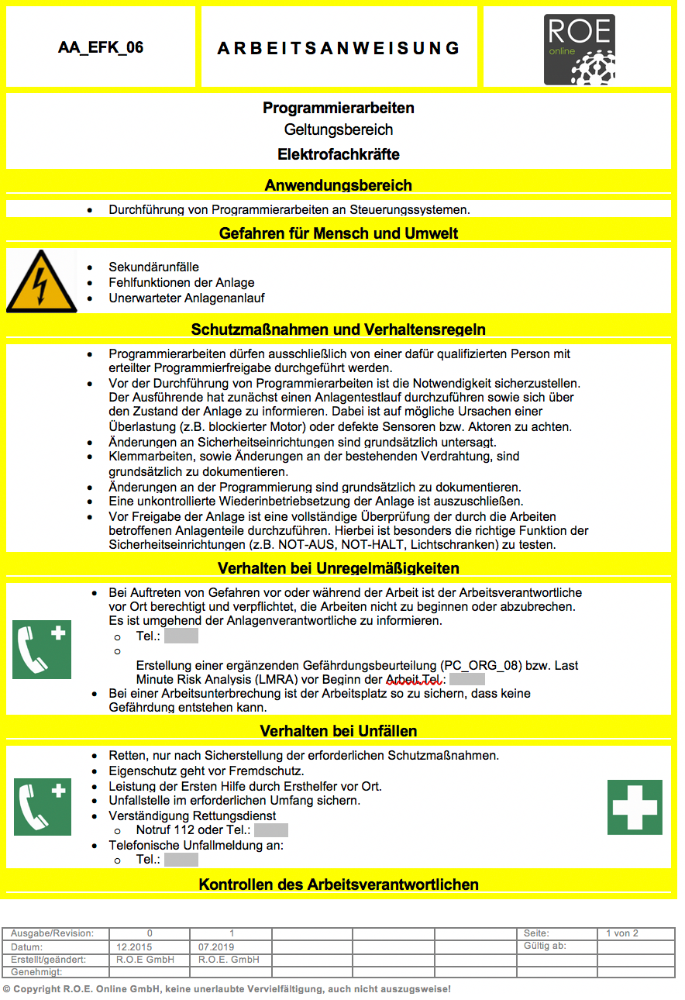 AA_EFK_06
ARBEITSANWEISUNG
ROE
online
Programmierarbeiten
Geltungsbereich
Elektrofachkräfte
Anwendungsbereich
• Durchführung von Programmierarbeiten an Steuerungssystemen.
Gefahren für Mensch und Umwelt
• Sekundärunfälle
• Fehlfunktionen der Anlage
• Unerwarteter Anlagenanlauf
Schutzmaßnahmen und Verhaltensregeln
• Programmierarbeiten dürfen ausschließlich von einer dafür qualifizierten Person mit
erteilter Programmierfreigabe durchgeführt werden.
• Vor der Durchführung von Programmierarbeiten ist die Notwendigkeit sicherzustellen.
Der Ausführende hat zunächst einen Anlagentestlauf durchzuführen sowie sich über
den Zustand der Anlage zu informieren. Dabei ist auf mögliche Ursachen einer
Überlastung (z.B. blockierter Motor) oder defekte Sensoren bzw. Aktoren zu achten.
• Änderungen an Sicherheitseinrichtungen sind grundsätzlich untersagt.
• Klemmarbeiten, sowie Änderungen an der bestehenden Verdrahtung, sind
grundsätzlich zu dokumentieren.
• Änderungen an der Programmierung sind grundsätzlich zu dokumentieren.
• Eine unkontrollierte Wiederinbetriebsetzung der Anlage ist auszuschließen.
• Vor Freigabe der Anlage ist eine vollständige Überprüfung der durch die Arbeiten
betroffenen Anlagenteile durchzuführen. Hierbei ist besonders die richtige Funktion der
Sicherheitseinrichtungen (z.B. NOT-AUS, NOT-HALT, Lichtschranken) zu testen.
Verhalten bei Unregelmäßigkeiten
• Bei Auftreten von Gefahren vor oder während der Arbeit ist der Arbeitsverantwortliche
vor Ort berechtigt und verpflichtet, die Arbeiten nicht zu beginnen oder abzubrechen.
Es ist umgehend der Anlagenverantwortliche zu informieren.
o Tel.:
o
Erstellung einer ergänzenden Gefährdungsbeurteilung (PC_ORG_08) bzw. Last
Minute Risk Analysis (LMRA) vor Beginn der Arbeit.Tel.:
• Bei einer Arbeitsunterbrechung ist der Arbeitsplatz so zu sichern, dass keine
Gefährdung entstehen kann.
Verhalten bei Unfällen
• Retten, nur nach Sicherstellung der erforderlichen Schutzmaßnahmen.
• Eigenschutz geht vor Fremdschutz.
• Leistung der Ersten Hilfe durch Ersthelfer vor Ort.
• Unfallstelle im erforderlichen Umfang sichern.
• Verständigung Rettungsdienst
o Notruf 112 oder Tel.:
• Telefonische Unfallmeldung an:
o Tel.:
Kontrollen des Arbeitsverantwortlichen
Ausgabe/Revision: 0 1 Seite: 1 von 2
Datum: 12.2015 07.2019 Gültig ab:
Erstellt/geändert: R.O.E GmbH R.O.E. GmbH
Genehmigt:
© Copyright R.O.E. Online GmbH, keine unerlaubte Vervielfältigung, auch nicht auszugsweise!